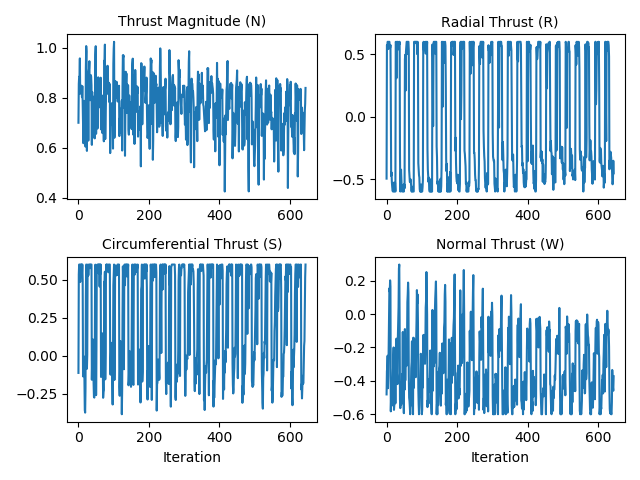 Thrust Magnitude (N)
1.0
0.8
0.6
0.4
0 200 400 600
Radial Thrust (R)
0.5
0.0
−0.5
0 200 400 600
Circumferential Thrust (S)
0.50
0.25
0.00
−0.25
0 200 400 600
Iteration
Normal Thrust (W)
0.2
0.0
−0.2
−0.4
−0.6
0 200 400 600
Iteration